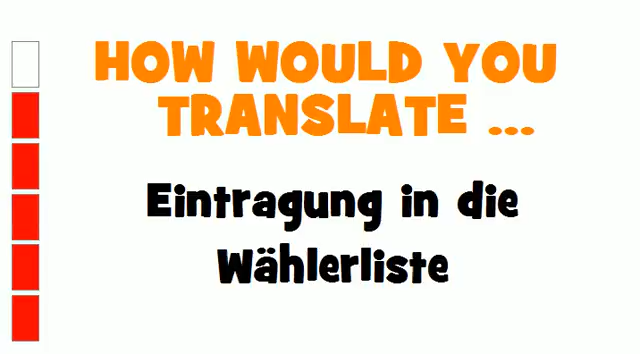 HOW WOULD YOU
TRANSLATE ...
Eintragung in die
Wählerliste